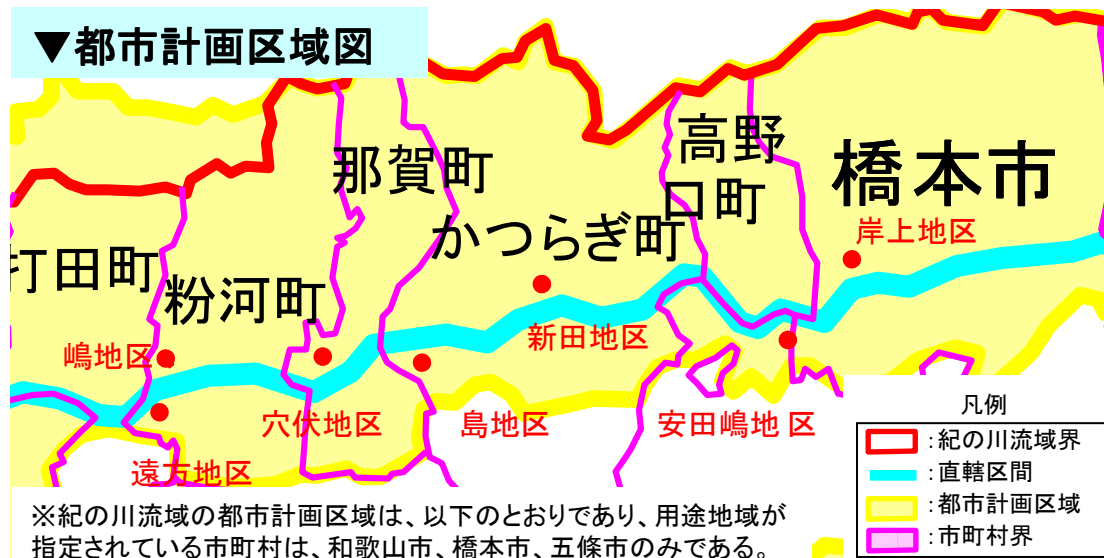 ▼都市計画区域図
高野
口町
那賀町
橋本市
かつらぎ町
岸上地区
打田町
粉河町
新田地区
嶋地区
穴伏地区
島地区
安田嶋地区
遠方地区
凡例
:紀の川流域界
:直轄区間
:都市計画区域
:市町村界
※紀の川流域の都市計画区域は、以下のとおりであり、用途地域が
指定されている市町村は、和歌山市、橋本市、五條市のみである。